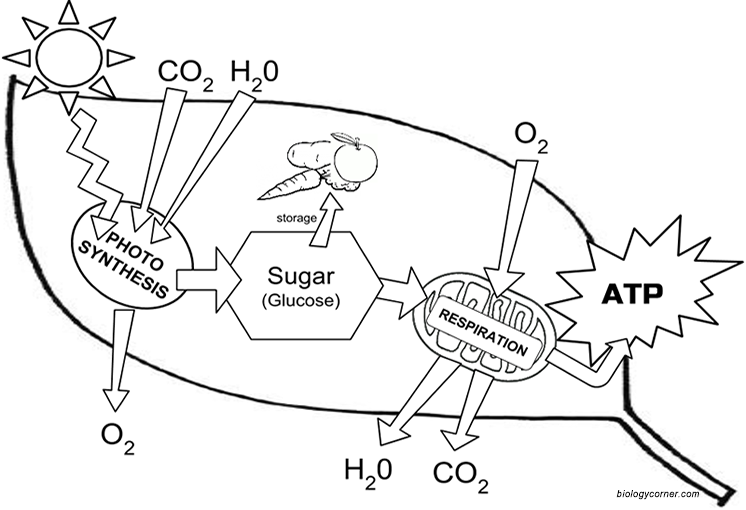 CO₂ H₂0
O₂
storage
PHOTO
SYNTHESIS
Sugar
(Glucose)
ATP
RESPIRATION
O₂
H₂0 CO₂
biologycorner.com